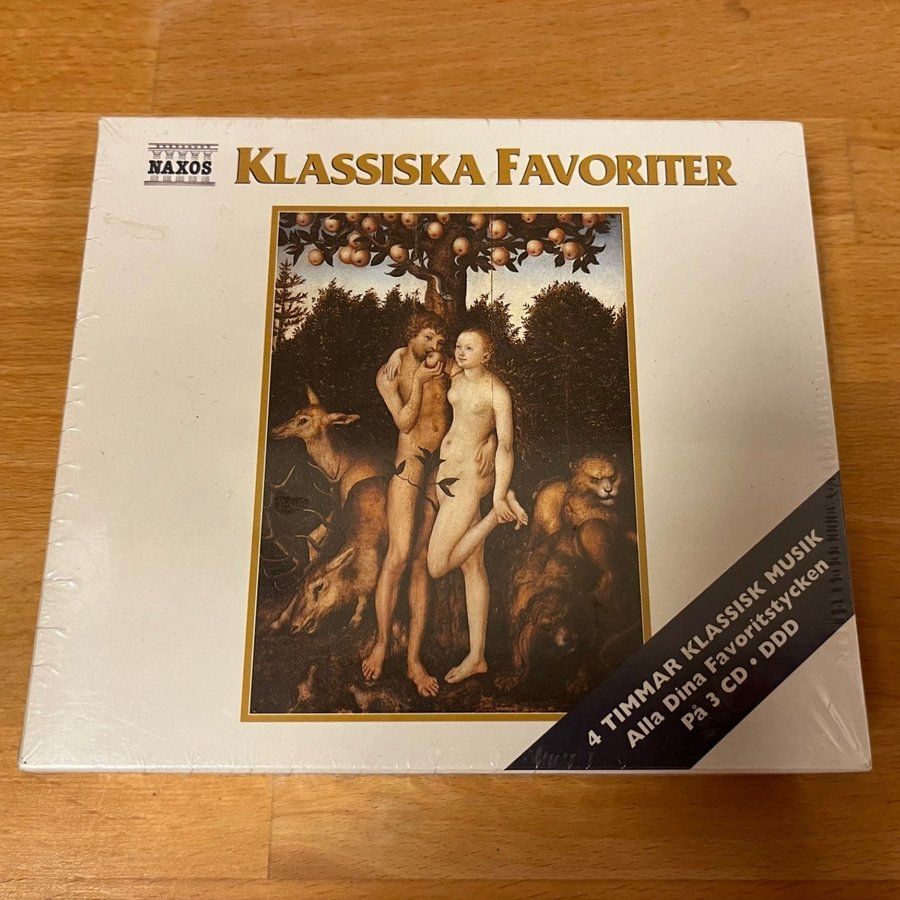 NAXOS
KLASSISKA FAVORITER
4 TIMMAR KLASSISK MUSIK
Alla Dina Favoritstycken
På 3 CD • DDD